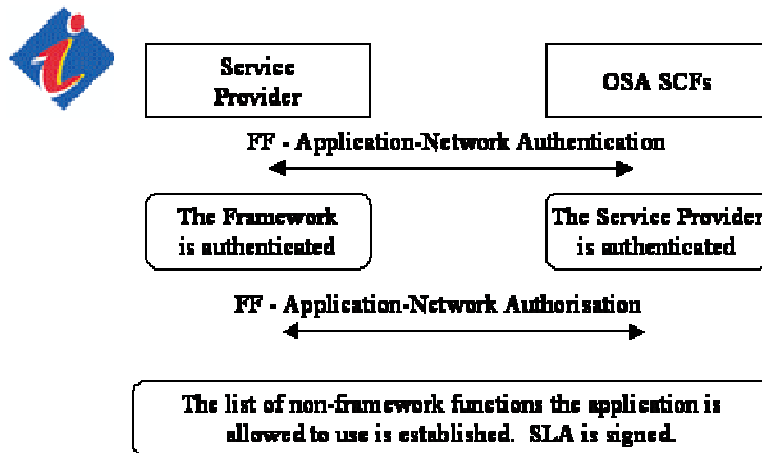 Service
Provider
OSA SCFs
FF - Application-Network Authentication
The Framework
is authenticated
The Service Provider
is authenticated
FF - Application-Network Authorisation
The list of non-framework functions the application is
allowed to use is established. SLA is signed.